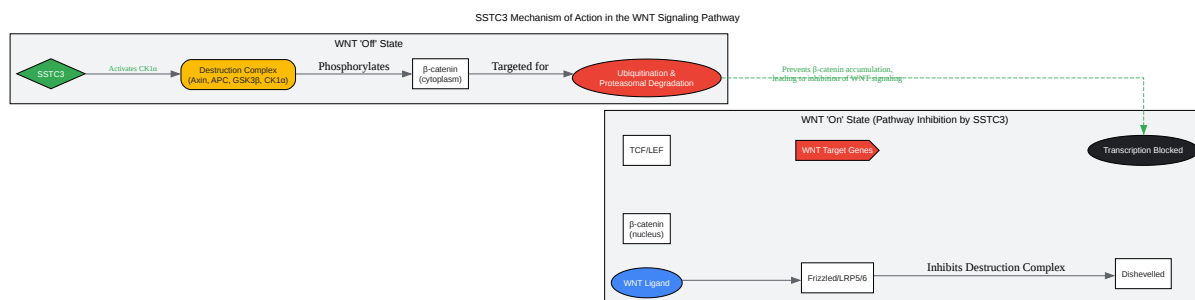 SSTC3 Mechanism of Action in the WNT Signaling Pathway
WNT 'Off' State
SSTC3
Activates CK1α
Destruction Complex
(Axin, APC, GSK3β, CK1α)
Phosphorylates
β-catenin
(cytoplasm)
Targeted for
Ubiquitination &
Proteasomal Degradation
Prevents β-catenin accumulation,
leading to inhibition of WNT signaling
WNT 'On' State (Pathway Inhibition by SSTC3)
TCF/LEF
WNT Target Genes
Transcription Blocked
β-catenin
(nucleus)
WNT Ligand
Frizzled/LRP5/6
Inhibits Destruction Complex
Dishevelled